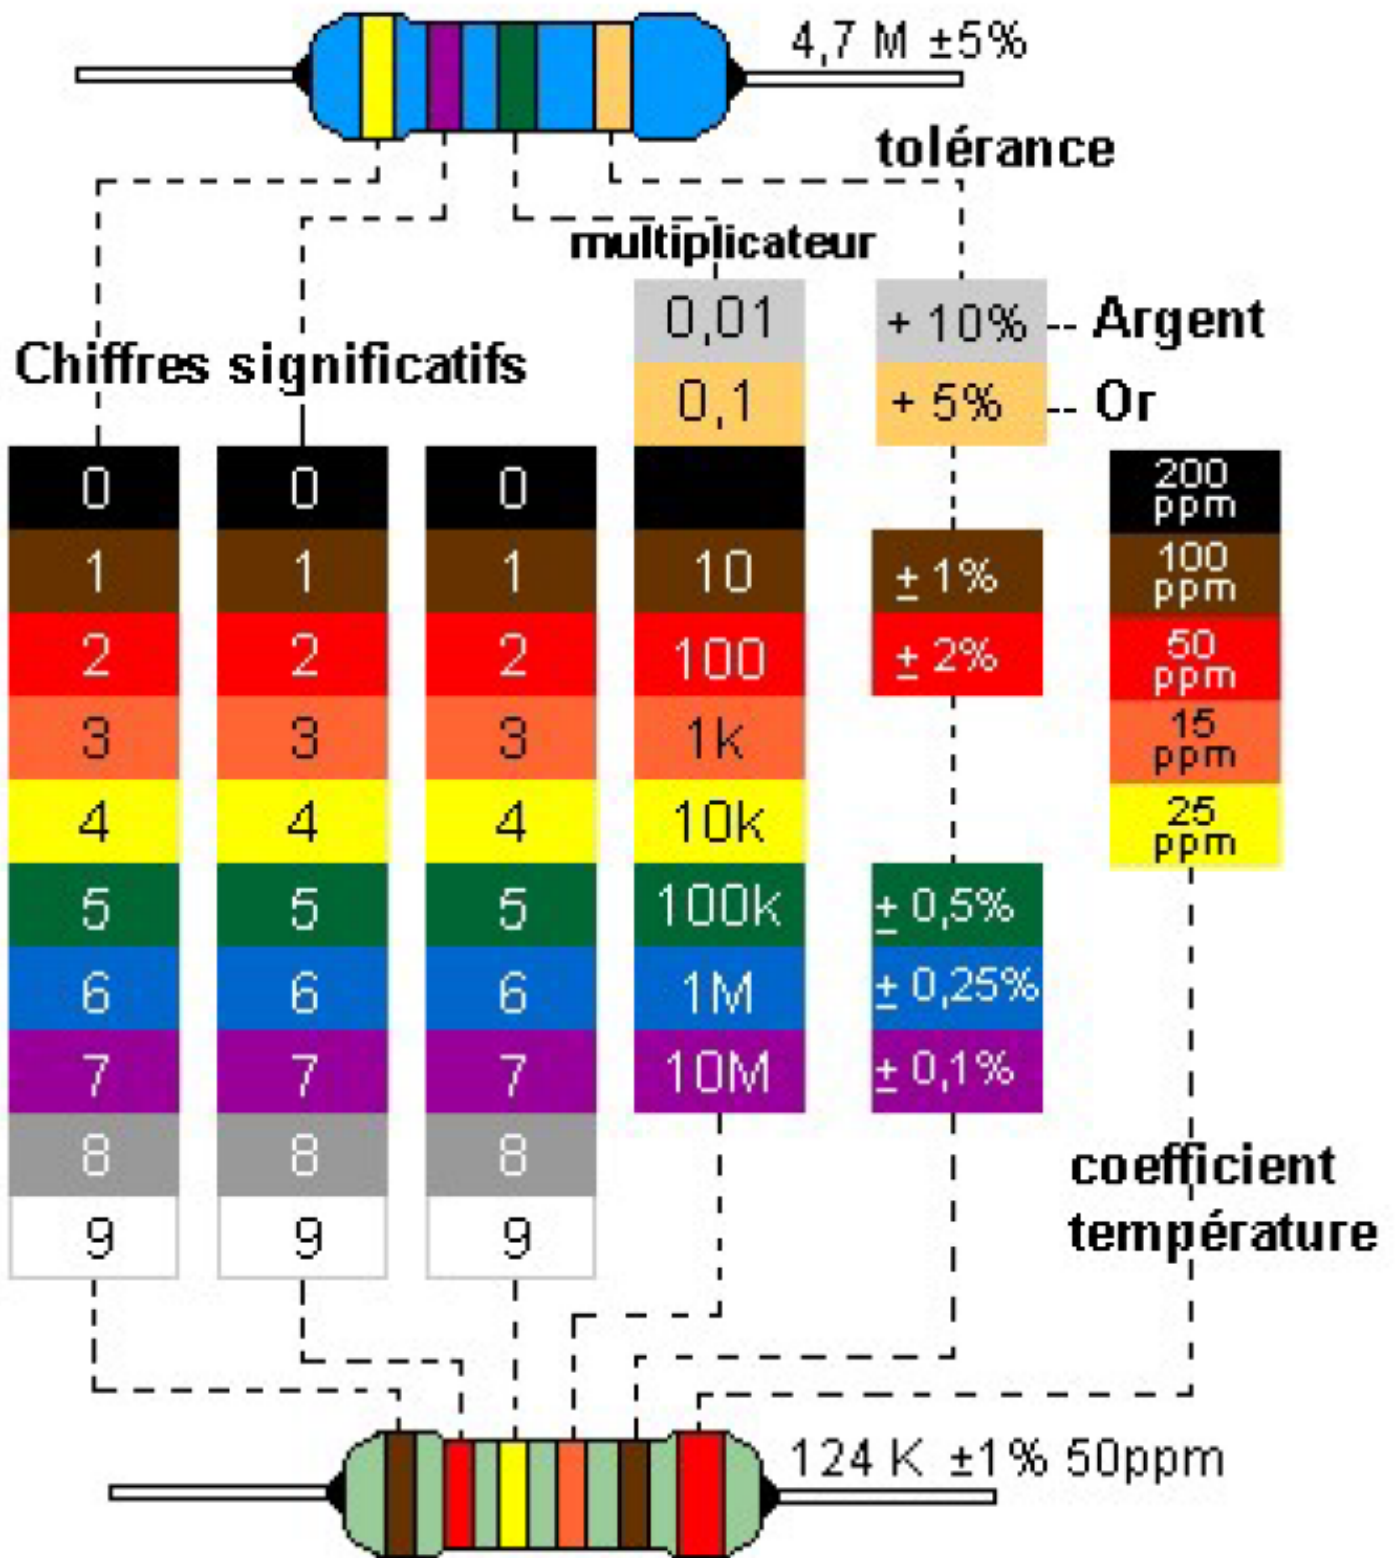 4,7 M ±5%
tolérance
multiplicateur
0,01
+ 10%
Argent
Chiffres significatifs
0,1
+ 5%
Or
0 0 0
200
ppm
1 1 1 10 ± 1%
100
ppm
2 2 2 100 ± 2%
50
ppm
3 3 3 1k
15
ppm
4 4 4 10k
25
ppm
5 5 5 100k ± 0,5%
6 6 6 1M ± 0,25%
7 7 7 10M ± 0,1%
8 8 8
coefficient
température
9 9 9
124 K ±1% 50ppm